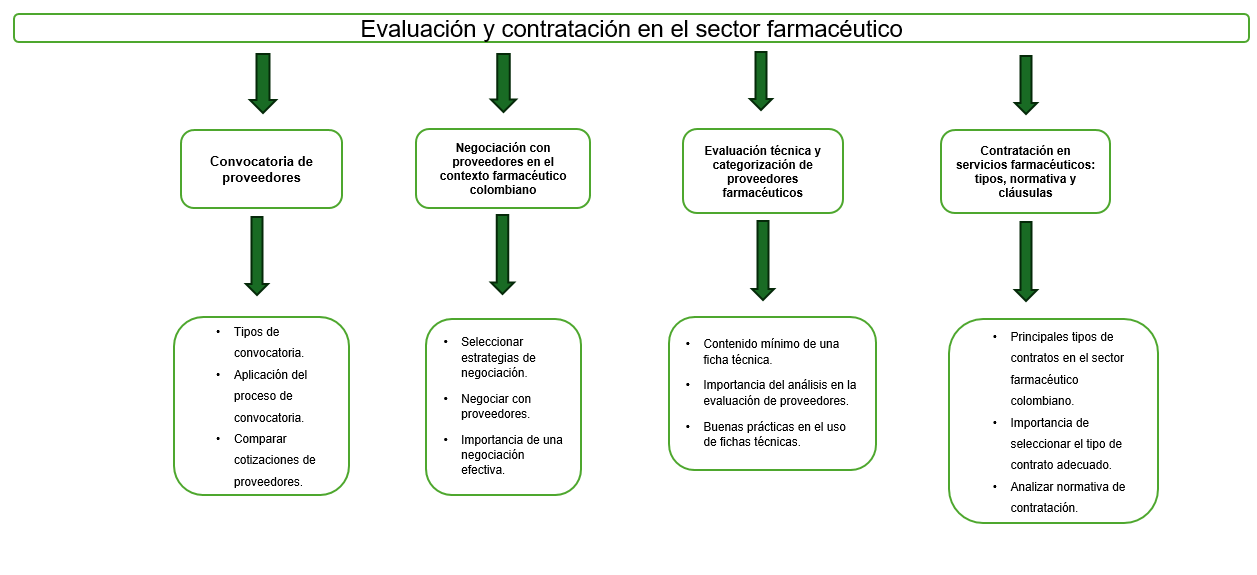 Evaluación y contratación en el sector farmacéutico
Convocatoria de
proveedores
Negociación con
proveedores en el
contexto farmacéutico
colombiano
Evaluación técnica y
categorización de
proveedores
farmacéuticos
Contratación en
servicios farmacéuticos:
tipos, normativa y
cláusulas
• Tipos de
convocatoria.
• Aplicación del
proceso de
convocatoria.
• Comparar
cotizaciones de
proveedores.
• Seleccionar
estrategias de
negociación.
• Negociar con
proveedores.
• Importancia de una
negociación
efectiva.
• Contenido mínimo de una
ficha técnica.
• Importancia del análisis en la
evaluación de proveedores.
• Buenas prácticas en el uso
de fichas técnicas.
• Principales tipos de
contratos en el sector
farmacéutico
colombiano.
• Importancia de
seleccionar el tipo de
contrato adecuado.
• Analizar normativa de
contratación.